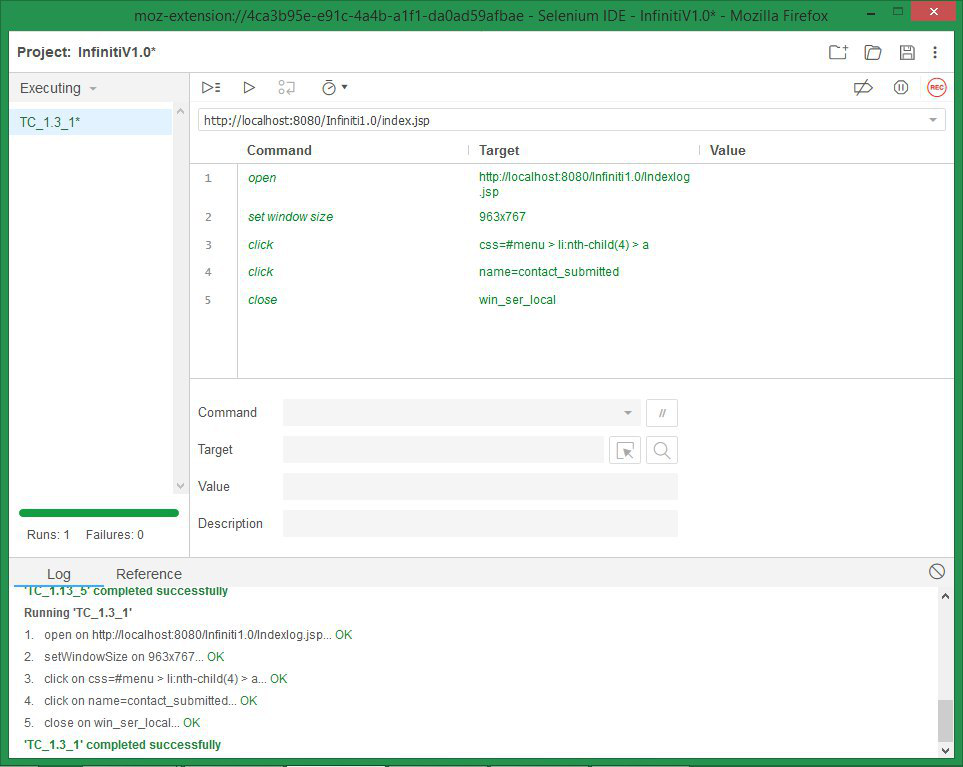 moz-extension://4ca3b95e-e91c-4a4b-a1f1-da0ad59afbae - Selenium IDE - InfinitiV1.0* - Mozilla Firefox
Project: InfinitiV1.0*
Executing
TC_1.3_1*
REC
http://localhost:8080/Infiniti1.0/index.jsp
Command Target Value
1 open http://localhost:8080/Infiniti1.0/Indexlog
.jsp
2 set window size 963x767
3 click css=#menu > li:nth-child(4) > a
4 click name=contact_submitted
5 close win_ser_local
Command //
Target
Value
Description
Runs: 1 Failures: 0
Log Reference
'TC_1.13_5' completed successfully
Running 'TC_1.3_1'
1. open on http://localhost:8080/Infiniti1.0/Indexlog.jsp... OK
2. setWindowSize on 963x767... OK
3. click on css=#menu > li:nth-child(4) > a... OK
4. click on name=contact_submitted... OK
5. close on win_ser_local... OK
'TC_1.3_1' completed successfully